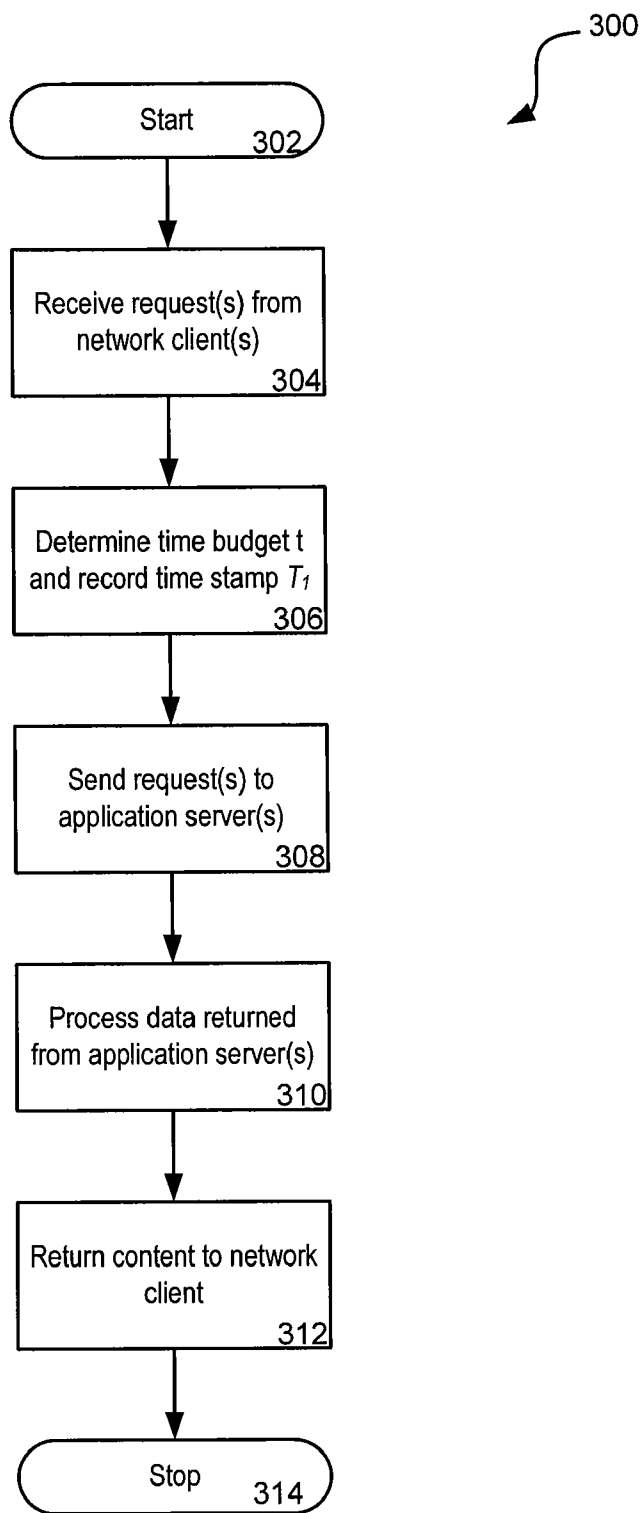 300
Start
302
Receive request(s) from
network client(s)
304
Determine time budget t
and record time stamp T1
306
Send request(s) to
application server(s)
308
Process data returned
from application server(s)
310
Return content to network
client
312
Stop
314